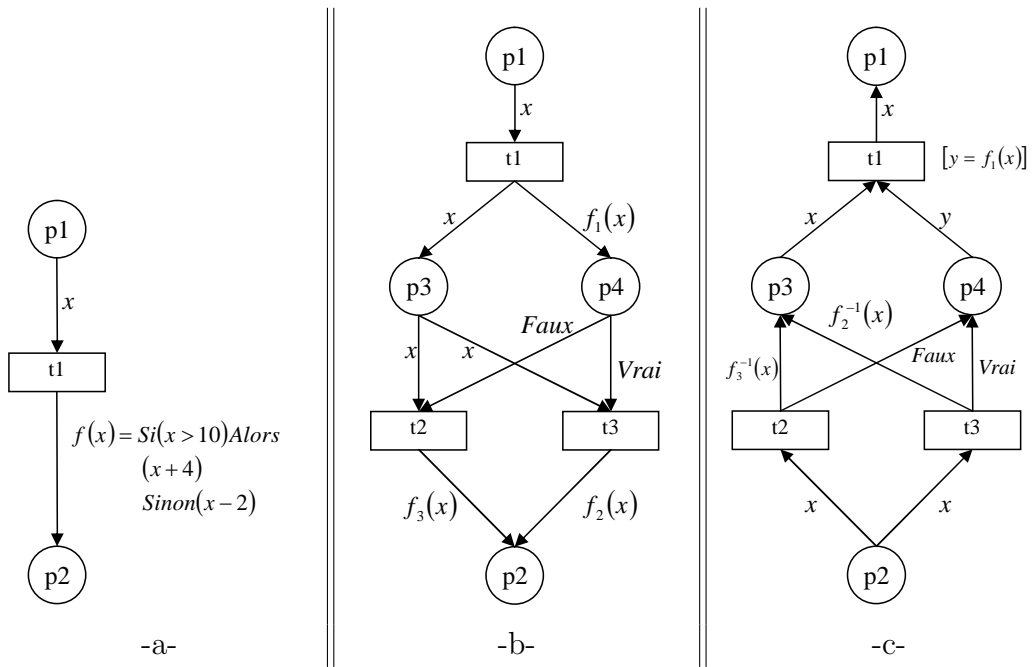 p1
x
t1
f(x) = Si(x > 10)Alors
(x + 4)
Sinon(x − 2)
p2
-a-
p1
x
t1
x
f₁(x)
p3
p4
Faux
x
x
Vrai
t2
t3
f₃(x)
f₂(x)
p2
-b-
p1
x
t1
[y = f₁(x)]
x
y
p3
p4
f₂⁻¹(x)
f₃⁻¹(x)
Faux
Vrai
t2
t3
x
x
p2
-c-